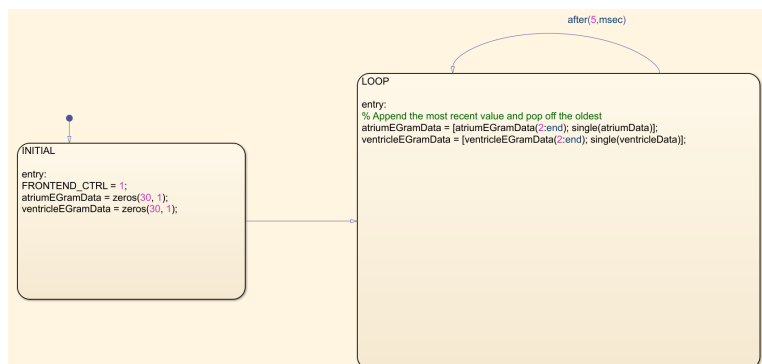 after(5,msec)
LOOP
entry:
% Append the most recent value and pop off the oldest
atriumEGramData = [atriumEGramData(2:end); single(atriumData)];
ventricleEGramData = [ventricleEGramData(2:end); single(ventricleData)];
INITIAL
entry:
FRONTEND_CTRL = 1;
atriumEGramData = zeros(30, 1);
ventricleEGramData = zeros(30, 1);